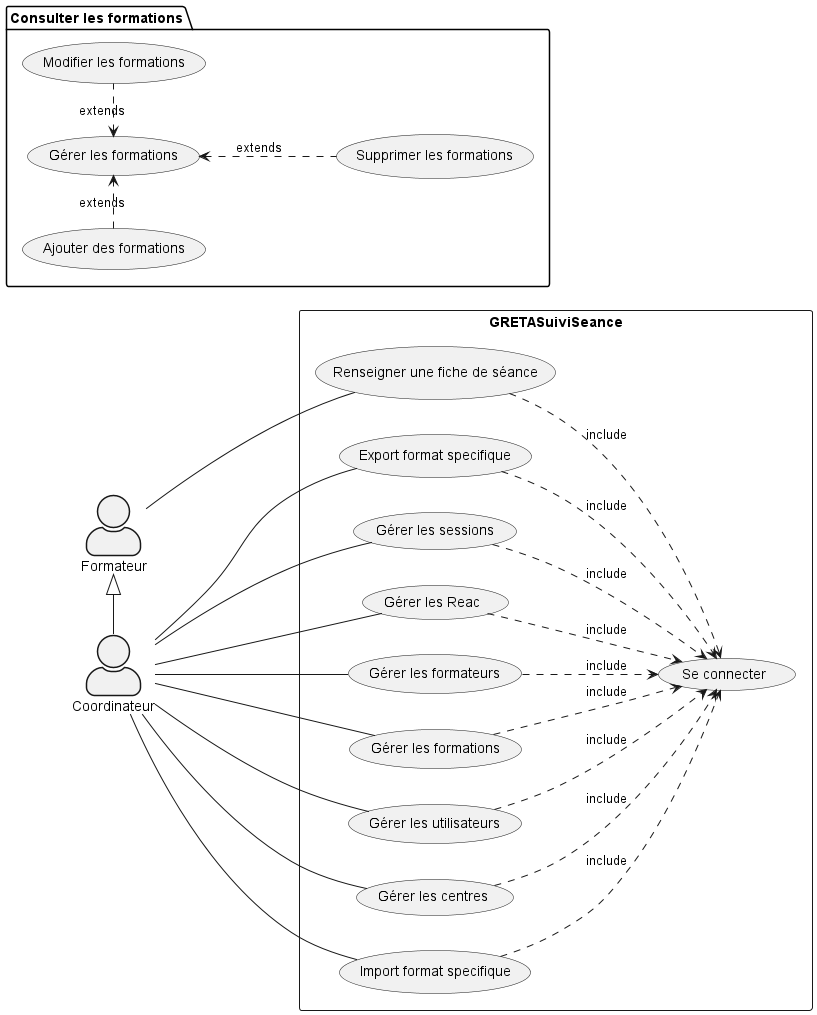 Consulter les formations
Modifier les formations
extends
Gérer les formations
extends
Supprimer les formations
extends
Ajouter des formations
GRETASuiviSeance
Renseigner une fiche de séance
include
Export format specifique
include
Gérer les sessions
include
Formateur
Gérer les Reac
include
Gérer les formateurs
include
Se connecter
Coordinateur
include
Gérer les formations
include
Gérer les utilisateurs
include
Gérer les centres
include
Import format specifique